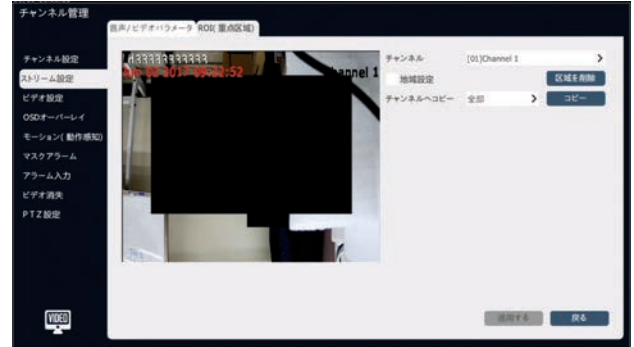 チャンネル管理
音声/ビデオパラメータ ROI(重点区域)
チャンネル設定
ストリーム設定
ビデオ設定
OSDオーバーレイ
モーション(動作感知)
マスクアラーム
アラーム入力
ビデオ消失
PTZ設定
d33333333333
2017 09:22:52
annel 1
チャンネル [01]Channel 1 >
地域設定 区域を削除
チャンネルへコピー 全部 > コピー
VIDEO
適用する 戻る